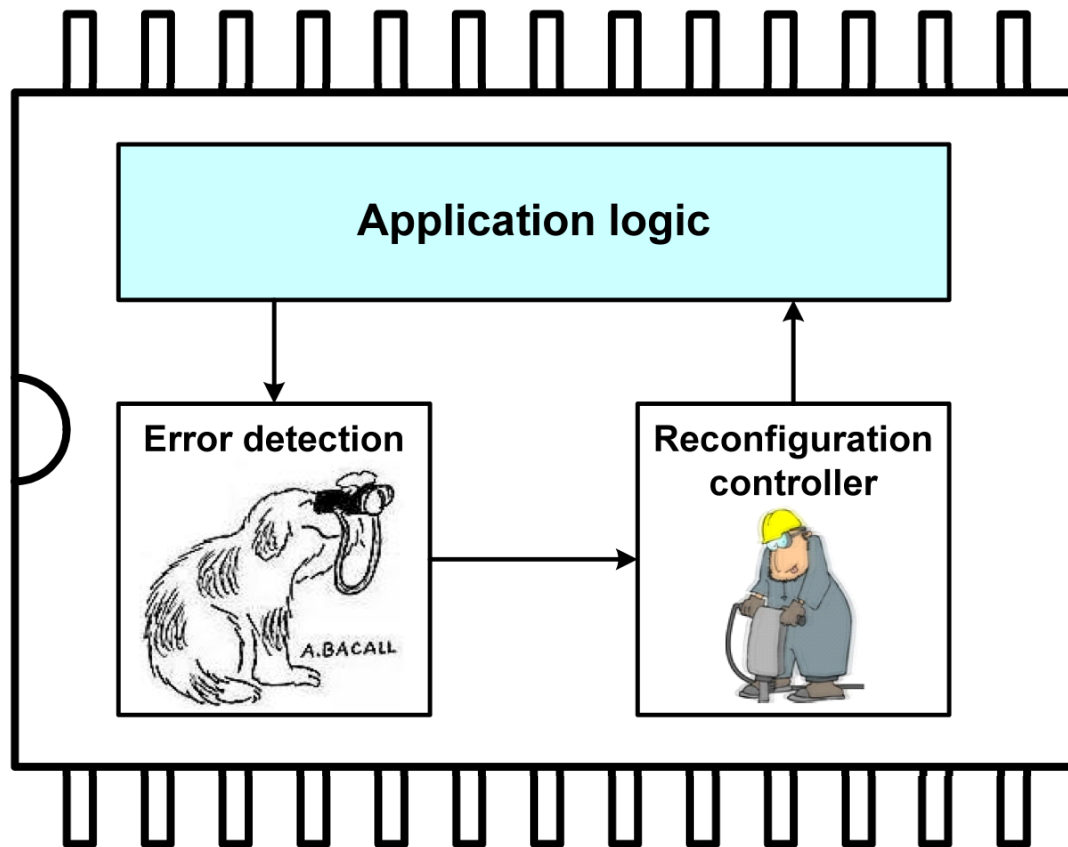 Application logic
Error detection
A.BACALL
Reconfiguration
controller